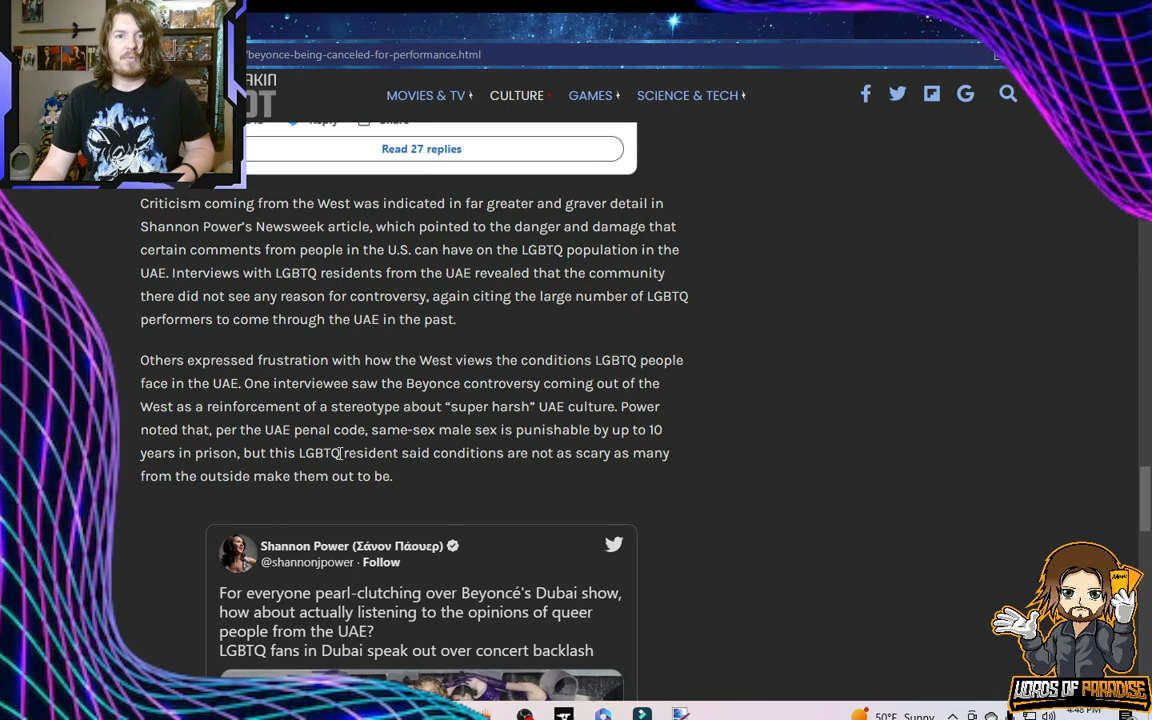 /beyonce-being-canceled-for-performance.html
AKIN
OT
MOVIES & TV
CULTURE
GAMES
SCIENCE & TECH
Reply
Share
Read 27 replies
Criticism coming from the West was indicated in far greater and graver detail in
Shannon Power's Newsweek article, which pointed to the danger and damage that
certain comments from people in the U.S. can have on the LGBTQ population in the
UAE. Interviews with LGBTQ residents from the UAE revealed that the community
there did not see any reason for controversy, again citing the large number of LGBTQ
performers to come through the UAE in the past.
Others expressed frustration with how the West views the conditions LGBTQ people
face in the UAE. One interviewee saw the Beyonce controversy coming out of the
West as a reinforcement of a stereotype about “super harsh” UAE culture. Power
noted that, per the UAE penal code, same-sex male sex is punishable by up to 10
years in prison, but this LGBTQ resident said conditions are not as scary as many
from the outside make them out to be.
Shannon Power (Σάνον Πάουερ)
@shannonjpower · Follow
For everyone pearl-clutching over Beyoncé's Dubai show,
how about actually listening to the opinions of queer
people from the UAE?
LGBTQ fans in Dubai speak out over concert backlash
WORDS OF PARADISE
50°F Sunny
4:48 PM